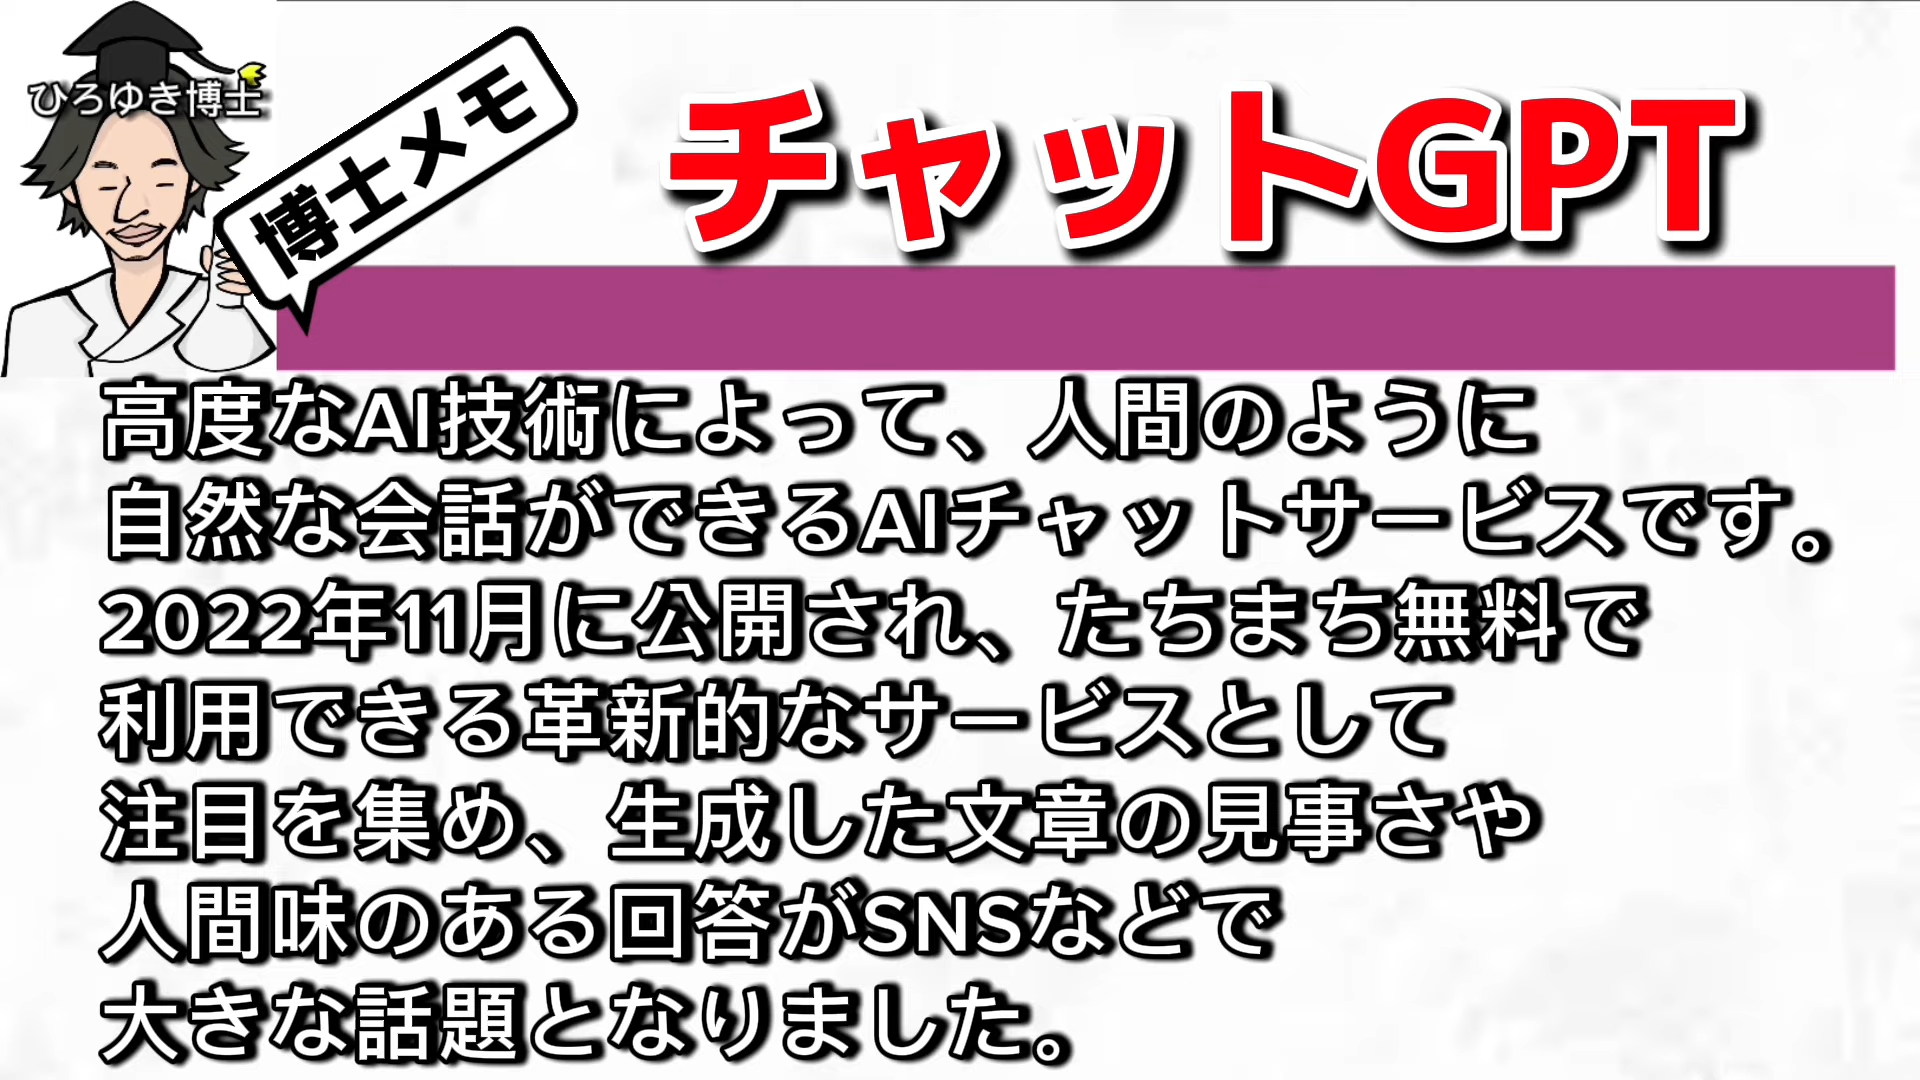 ひろゆき博士
博士メモ
チャットGPT
高度なAI技術によって、人間のように
自然な会話ができるAIチャットサービスです。
2022年11月に公開され、たちまち無料で
利用できる革新的なサービスとして
注目を集め、生成した文章の見事さや
人間味のある回答がSNSなどで
大きな話題となりました。